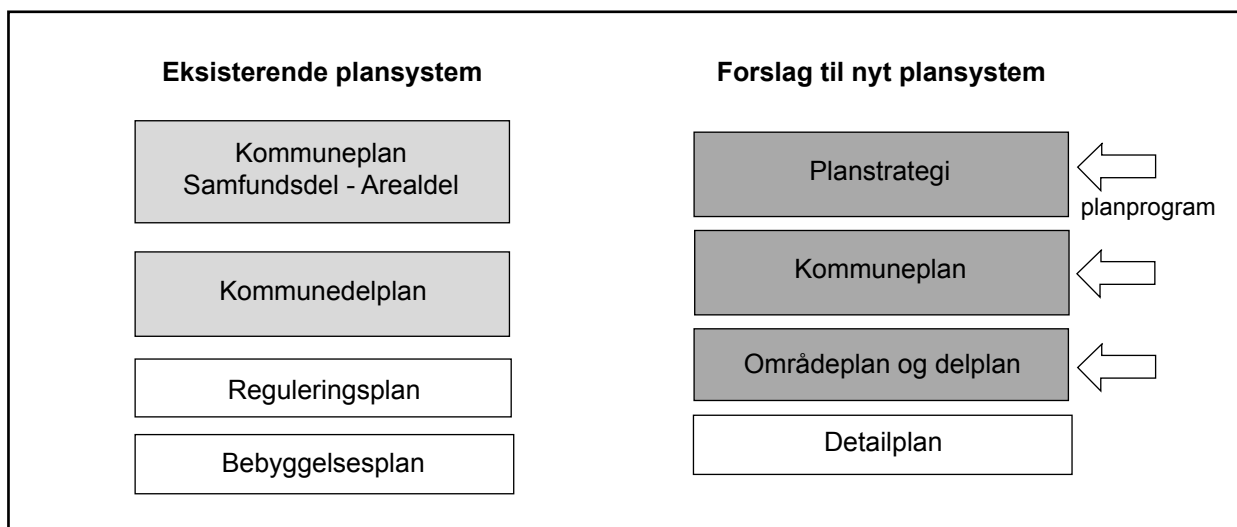 Eksisterende plansystem
Kommuneplan
Samfundsdel - Arealdel
Kommunedelplan
Reguleringsplan
Bebyggelsesplan
Forslag til nyt plansystem
Planstrategi
planprogram
Kommuneplan
Områdeplan og delplan
Detailplan